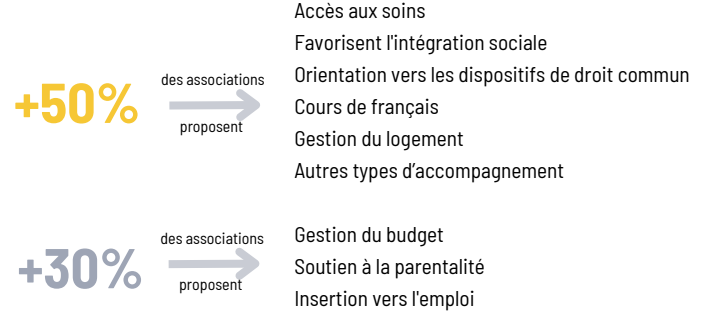 +50%
des associations
proposent
Accès aux soins
Favorisent l'intégration sociale
Orientation vers les dispositifs de droit commun
Cours de français
Gestion du logement
Autres types d’accompagnement
+30%
des associations
proposent
Gestion du budget
Soutien à la parentalité
Insertion vers l'emploi